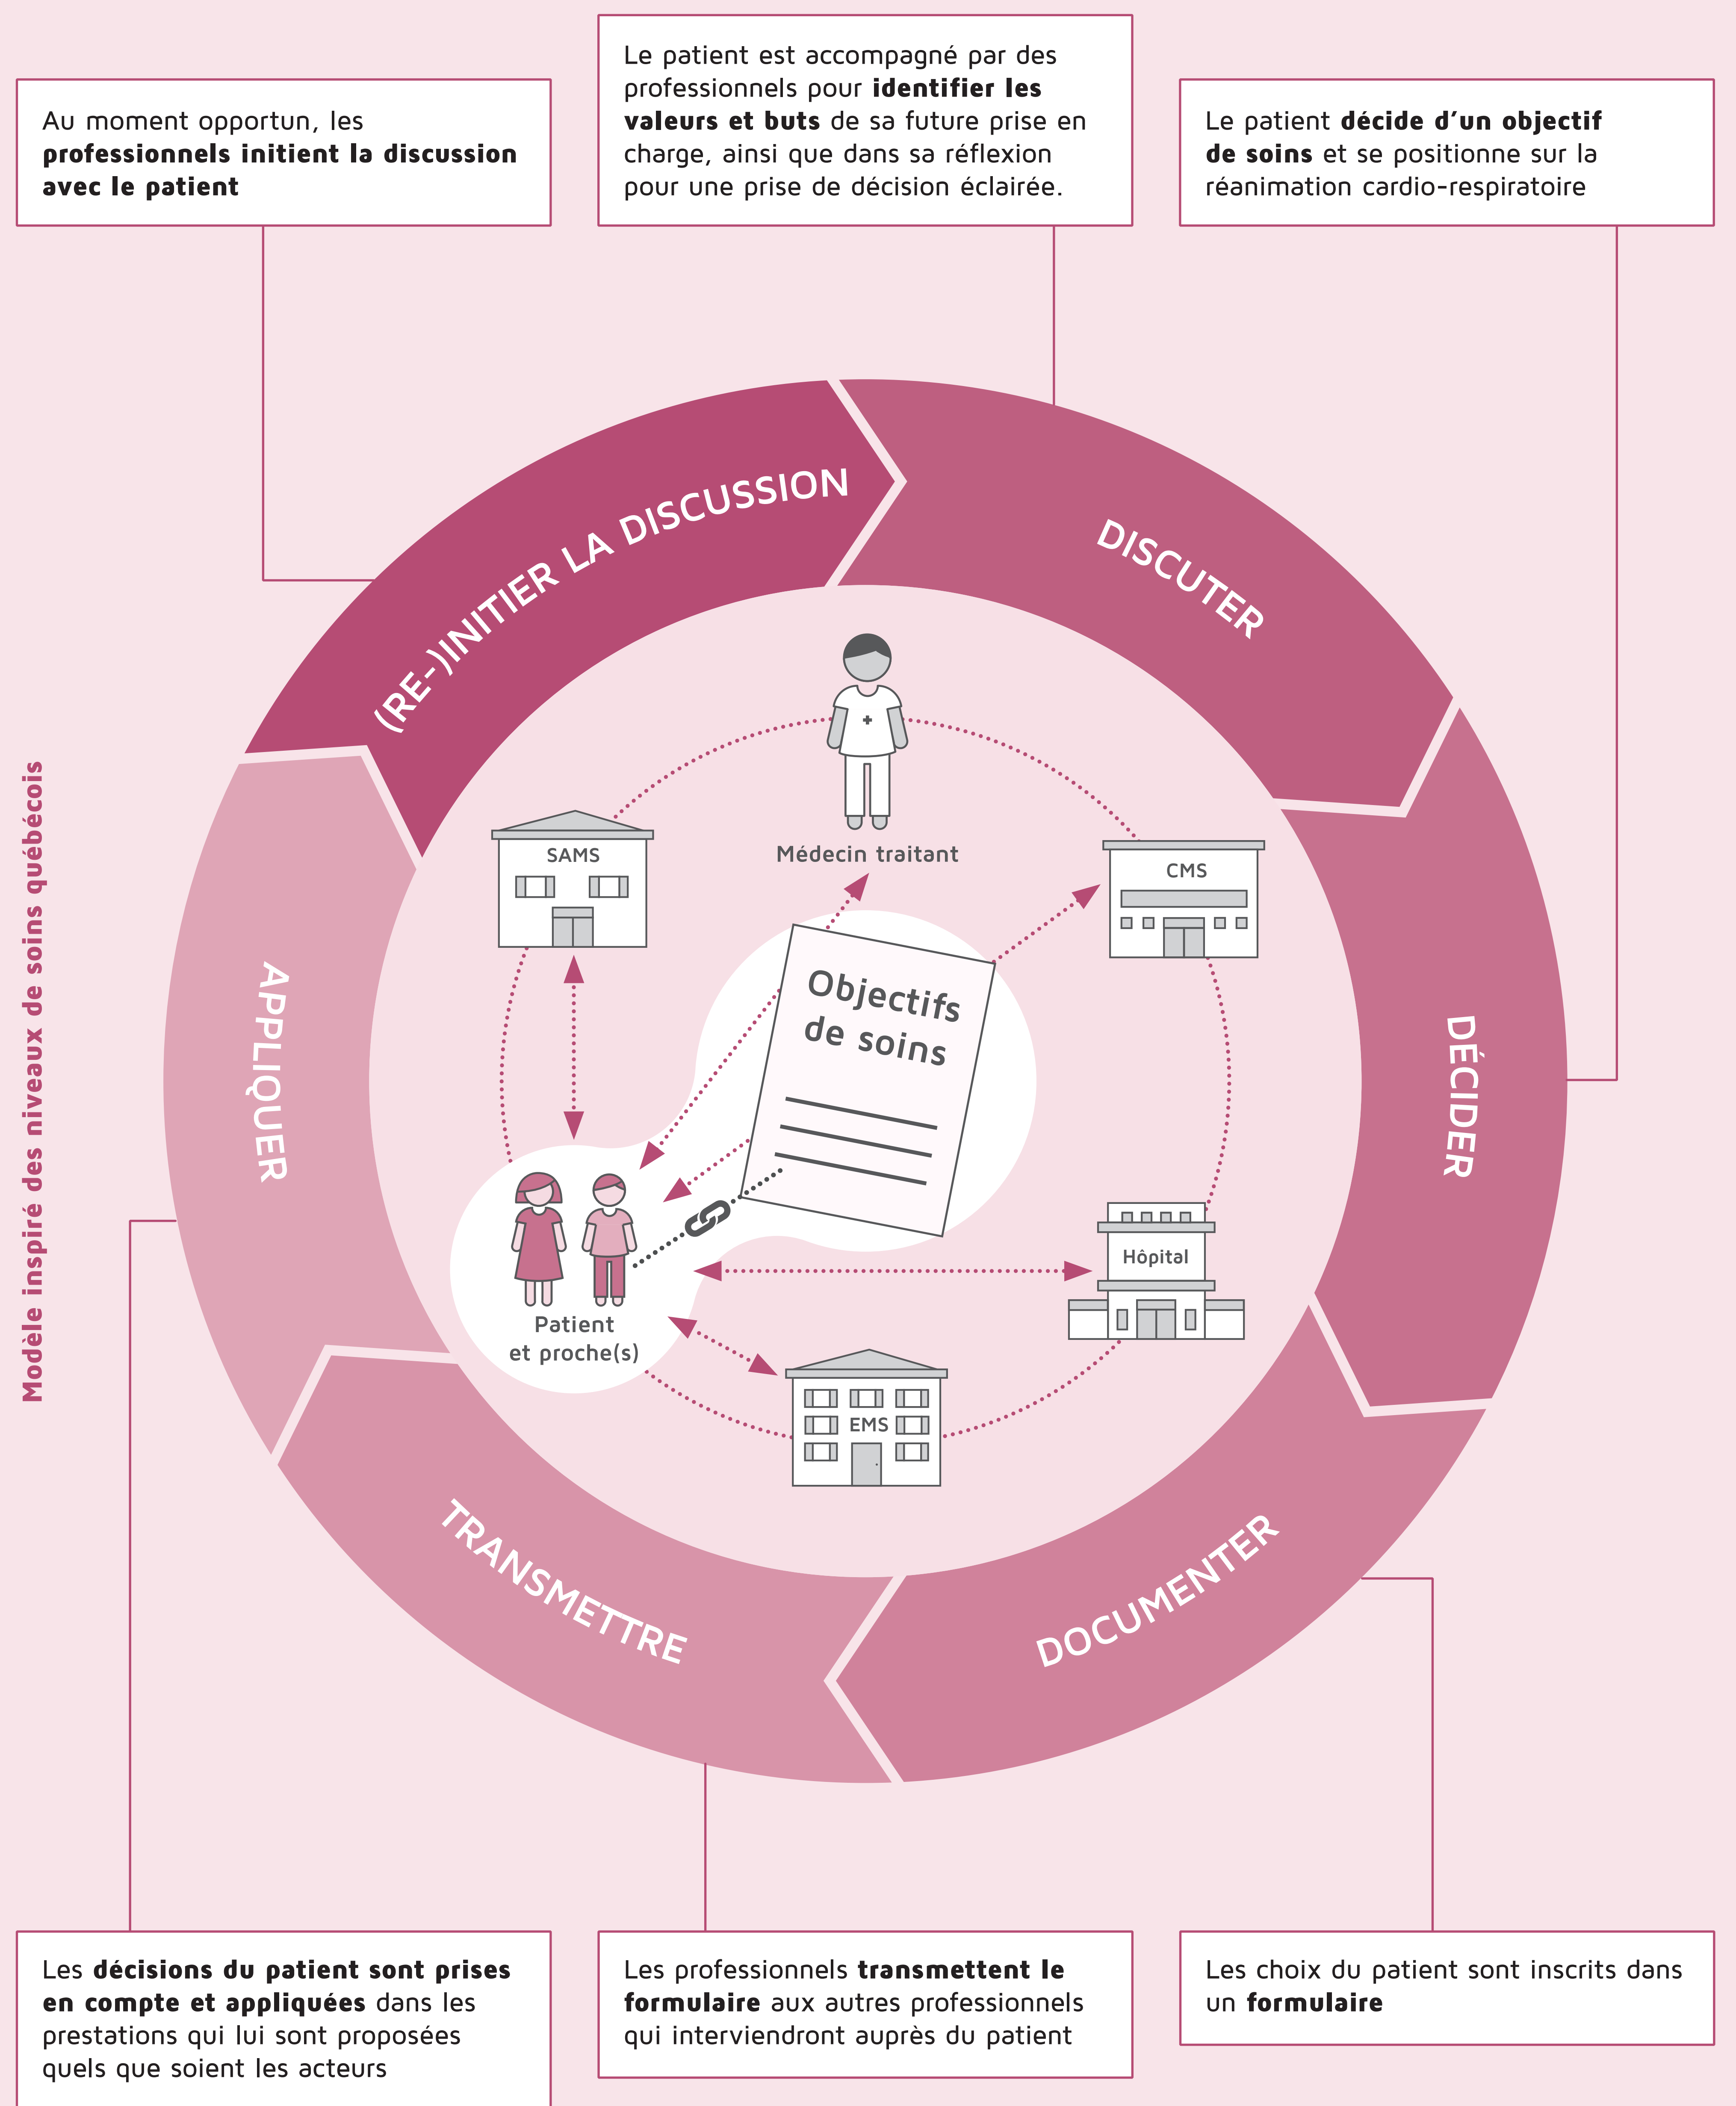 Au moment opportun, les
professionnels initient la discussion
avec le patient
Le patient est accompagné par des
professionnels pour identifier les
valeurs et buts de sa future prise en
charge, ainsi que dans sa réflexion
pour une prise de décision éclairée.
Le patient décide d’un objectif
de soins et se positionne sur la
réanimation cardio-respiratoire
(RE-)INITIER LA DISCUSSION
DISCUTER
DÉCIDER
DOCUMENTER
TRANSMETTRE
APPLIQUER
Médecin traitant
SAMS
CMS
Objectifs
de soins
Hôpital
Patient
et proche(s)
EMS
Modèle inspiré des niveaux de soins québécois
Les décisions du patient sont prises
en compte et appliquées dans les
prestations qui lui sont proposées
quels que soient les acteurs
Les professionnels transmettent le
formulaire aux autres professionnels
qui interviendront auprès du patient
Les choix du patient sont inscrits dans
un formulaire